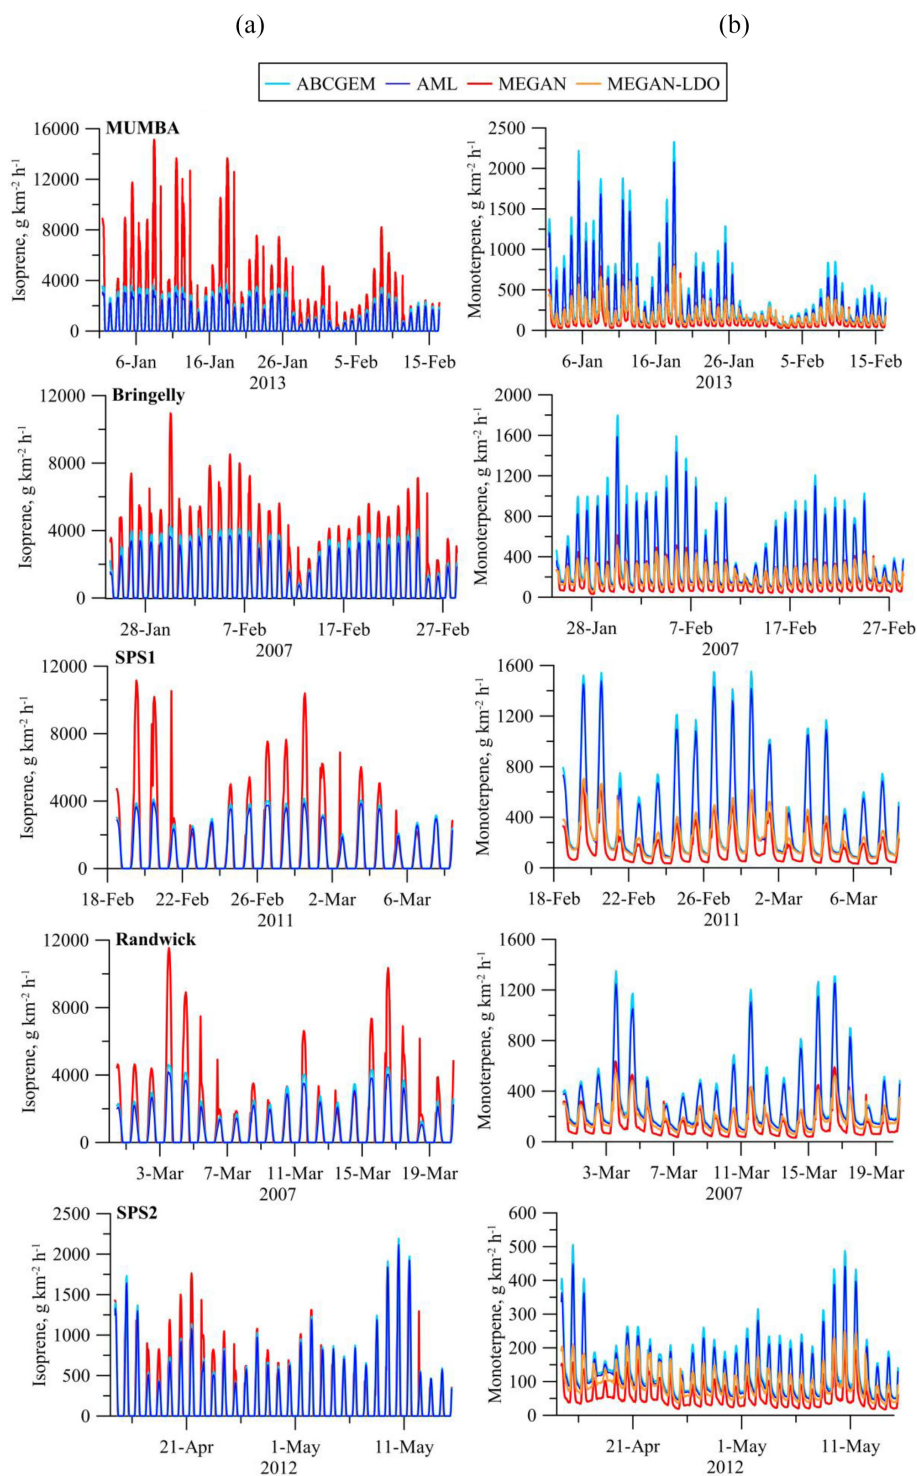 (a) (b)
ABCGEM AML MEGAN MEGAN-LDO
MUMBA
Isoprene, g km⁻² h⁻¹
16000
12000
8000
4000
0
6-Jan 16-Jan 26-Jan 5-Feb 15-Feb
2013
Monoterpene, g km⁻² h⁻¹
2500
2000
1500
1000
500
0
6-Jan 16-Jan 26-Jan 5-Feb 15-Feb
2013
Bringelly
Isoprene, g km⁻² h⁻¹
12000
8000
4000
0
28-Jan 7-Feb 17-Feb 27-Feb
2007
Monoterpene, g km⁻² h⁻¹
2000
1600
1200
800
400
0
28-Jan 7-Feb 17-Feb 27-Feb
2007
SPS1
Isoprene, g km⁻² h⁻¹
12000
8000
4000
0
18-Feb 22-Feb 26-Feb 2-Mar 6-Mar
2011
Monoterpene, g km⁻² h⁻¹
1600
1200
800
400
0
18-Feb 22-Feb 26-Feb 2-Mar 6-Mar
2011
Randwick
Isoprene, g km⁻² h⁻¹
12000
8000
4000
0
3-Mar 7-Mar 11-Mar 15-Mar 19-Mar
2007
Monoterpene, g km⁻² h⁻¹
1600
1200
800
400
0
3-Mar 7-Mar 11-Mar 15-Mar 19-Mar
2007
SPS2
Isoprene, g km⁻² h⁻¹
2500
2000
1500
1000
500
0
21-Apr 1-May 11-May
2012
Monoterpene, g km⁻² h⁻¹
600
500
400
300
200
100
0
21-Apr 1-May 11-May
2012